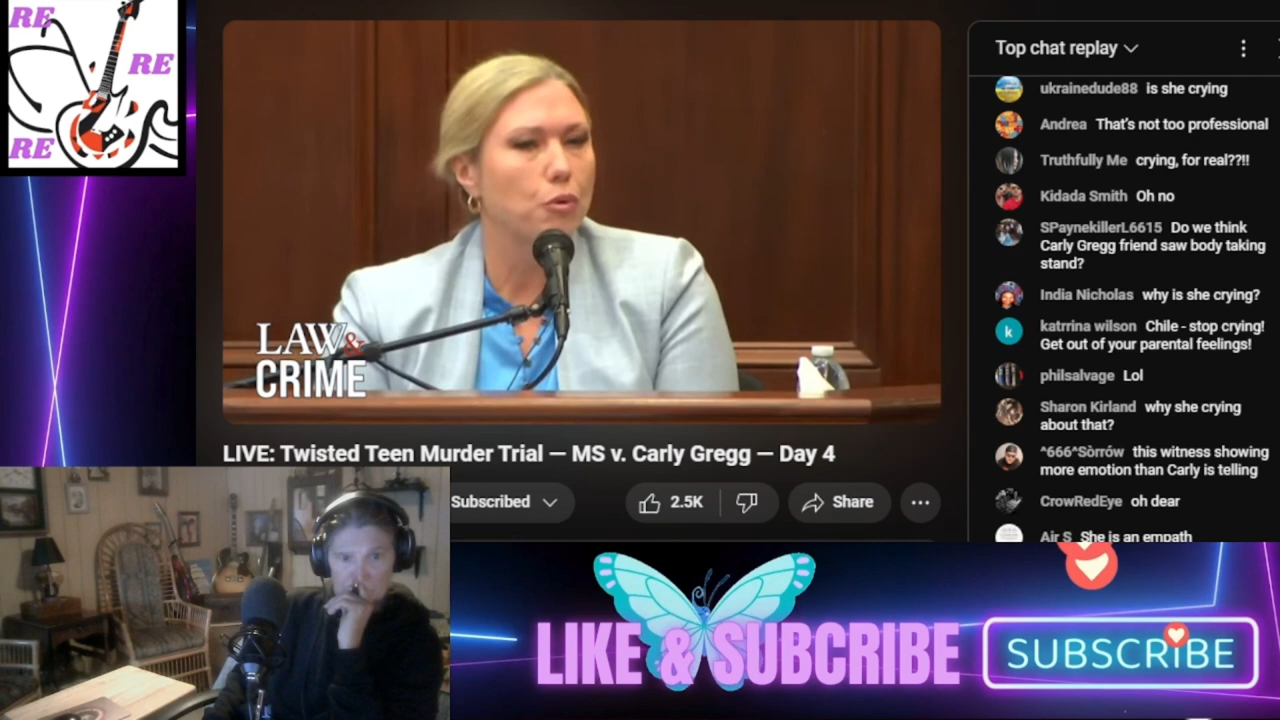 RE
RE
RE
LAW&
CRIME
LIVE: Twisted Teen Murder Trial — MS v. Carly Gregg — Day 4
Subscribed
2.5K
Share
Top chat replay
ukrainedude88 is she crying
Andrea That's not too professional
Truthfully Me crying, for real??!!
Kidada Smith Oh no
SPaynekillerL6615 Do we think
Carly Gregg friend saw body taking
stand?
India Nicholas why is she crying?
k
katrrina wilson Chile - stop crying!
Get out of your parental feelings!
philsalvage Lol
Sharon Kirland why she crying
about that?
^666^Sòrrów this witness showing
more emotion than Carly is telling
CrowRedEye oh dear
Air S She is an empath
LIKE & SUBCRIBE
SUBSCRIBE